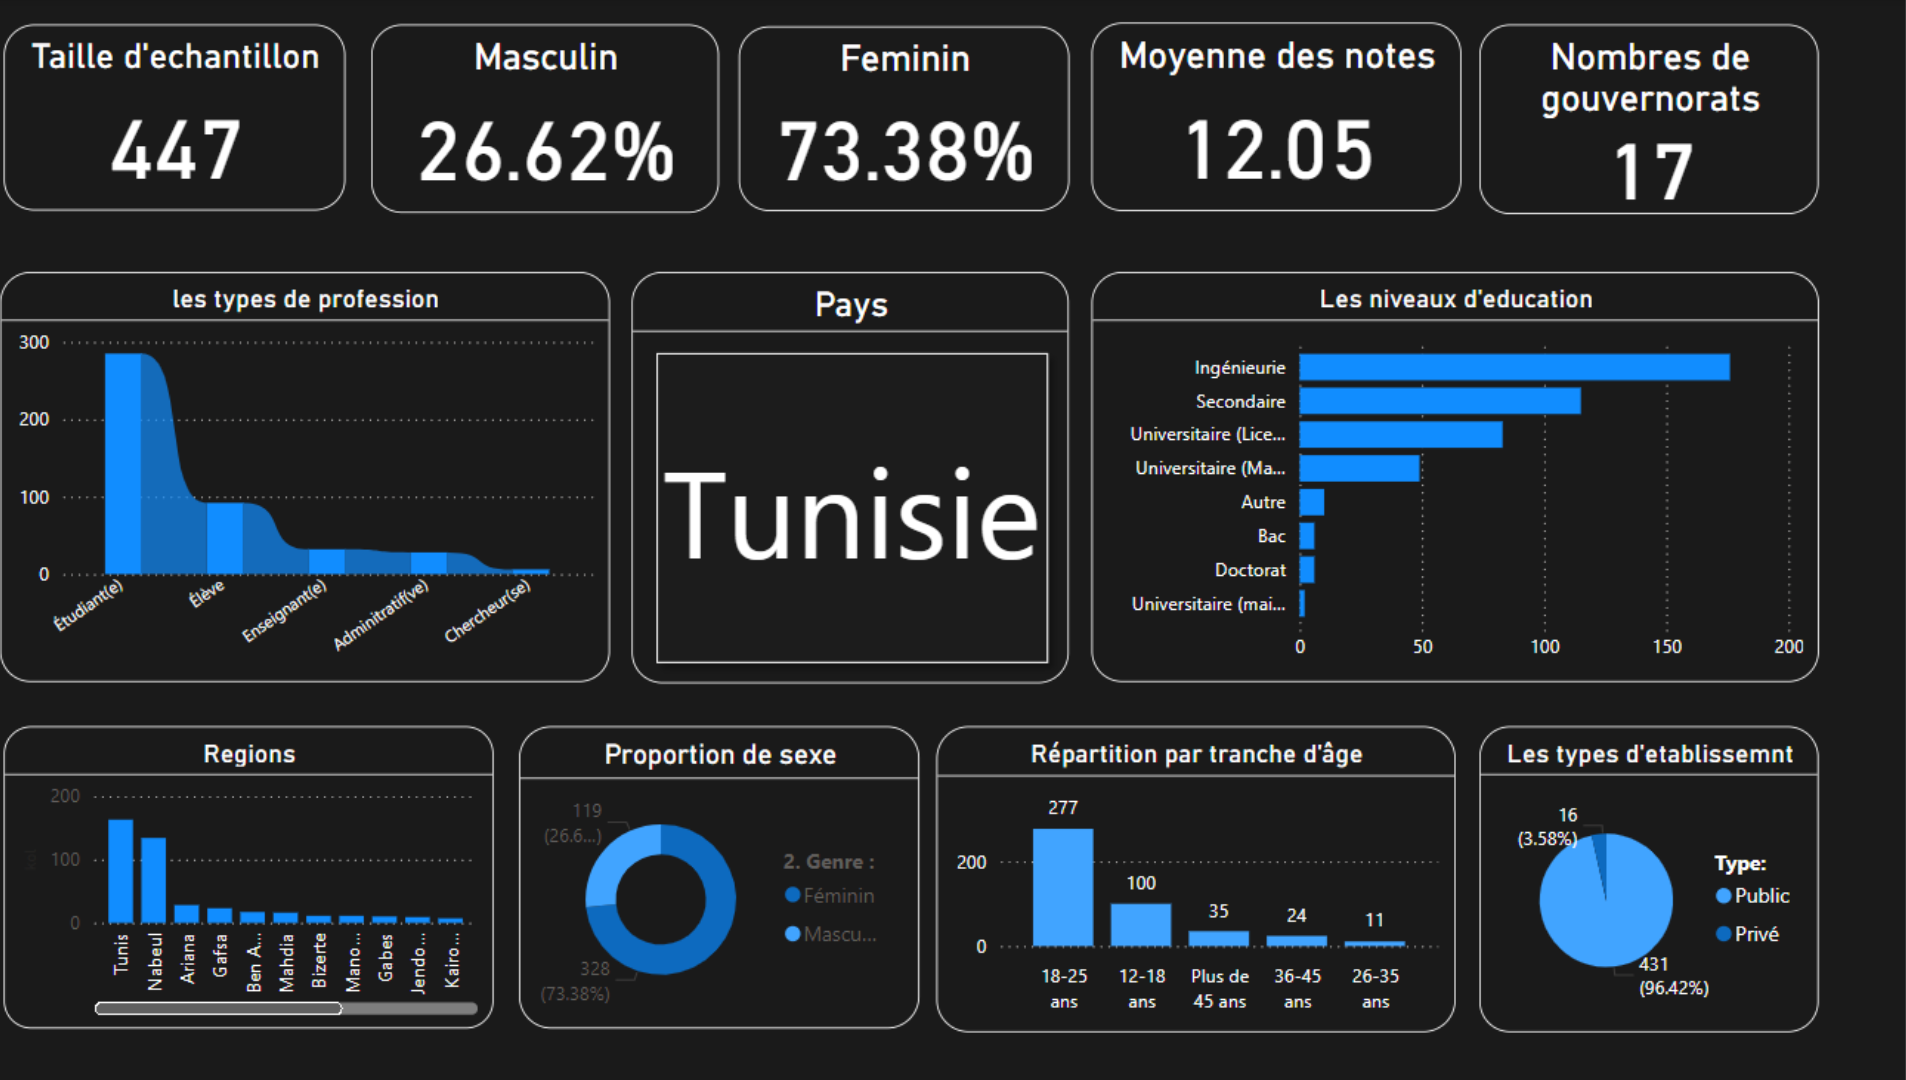 Taille d'echantillon
447
Masculin
26.62%
Feminin
73.38%
Moyenne des notes
12.05
Nombres de
gouvernorats
17
les types de profession
300
200
100
0
Étudiant(e)
Élève
Enseignant(e)
Adminitratif(ve)
Chercheur(se)
Pays
Tunisie
Les niveaux d'education
Ingénieurie
Secondaire
Universitaire (Lice...
Universitaire (Ma...
Autre
Bac
Doctorat
Universitaire (mai...
0
50
100
150
200
Regions
200
100
0
Tunis
Nabeul
Ariana
Gafsa
Ben A...
Mahdia
Bizerte
Mano...
Gabes
Jendo...
Kairo...
Proportion de sexe
119
(26.6...)
328
(73.38%)
2. Genre :
Féminin
Mascu...
Répartition par tranche d'âge
200
0
277
100
35
24
11
18-25
ans
12-18
ans
Plus de
45 ans
36-45
ans
26-35
ans
Les types d'etablissemnt
16
(3.58%)
431
(96.42%)
Type:
Public
Privé